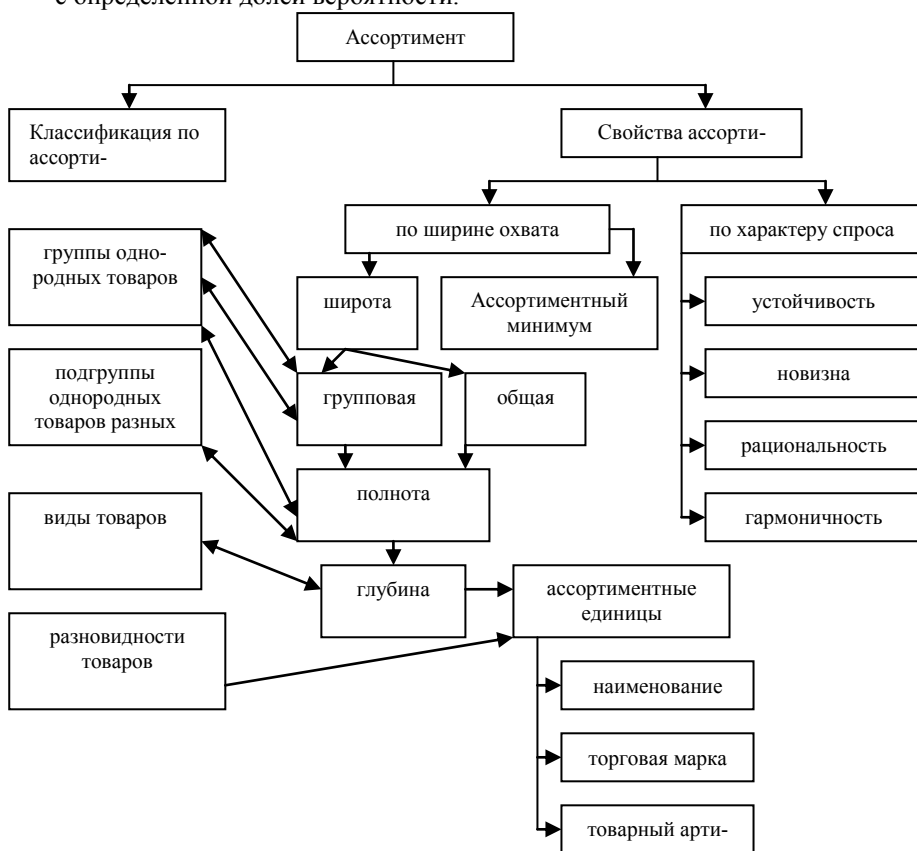 с определенной долей вероятности.
Ассортимент
Классификация по
ассорти-
Свойства ассорти-
по ширине охвата
по характеру спроса
группы одно-
родных товаров
широта
Ассортиментный
минимум
устойчивость
подгруппы
однородных
товаров разных
групповая
общая
новизна
рациональность
полнота
виды товаров
гармоничность
глубина
ассортиментные
единицы
разновидности
товаров
наименование
торговая марка
товарный арти-